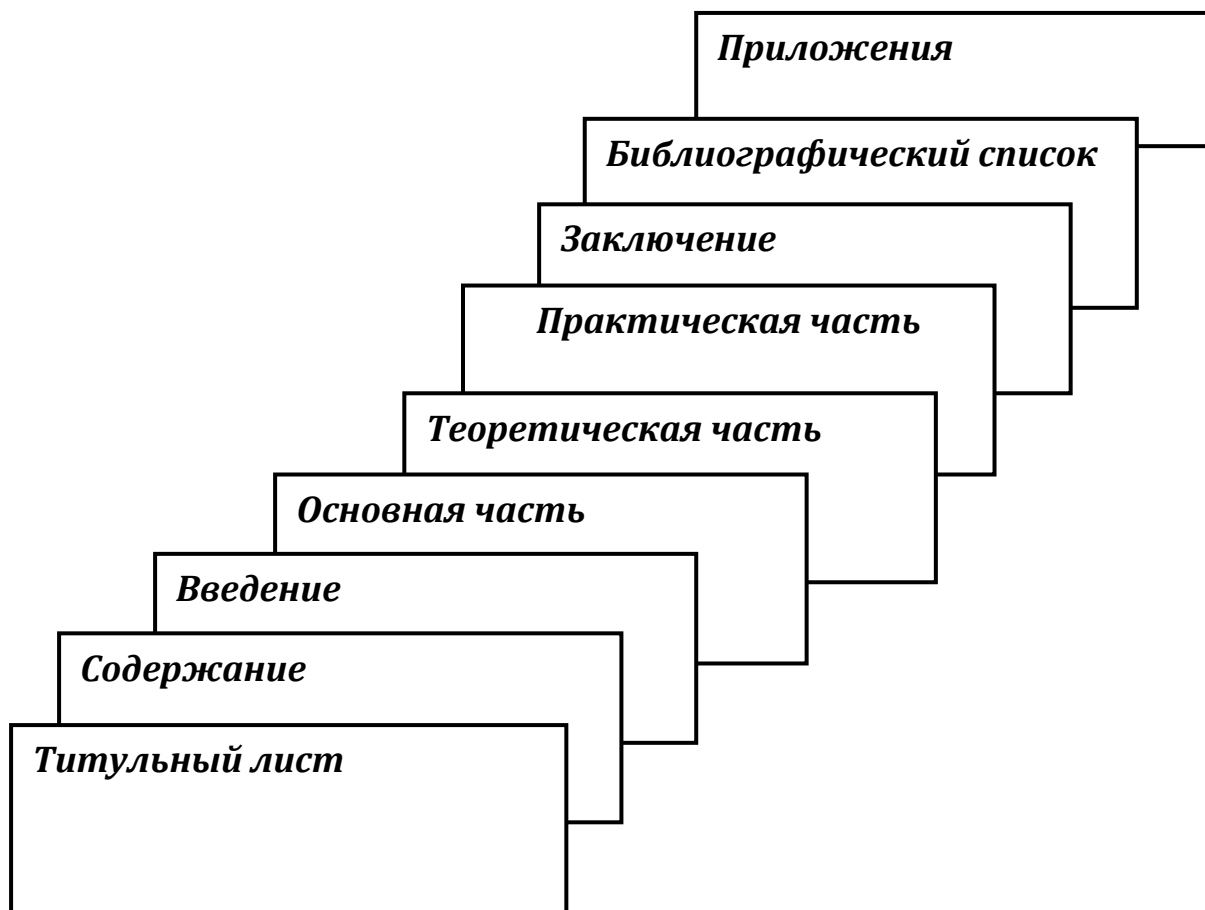 Приложения
Библиографический список
Заключение
Практическая часть
Теоретическая часть
Основная часть
Введение
Содержание
Титульный лист